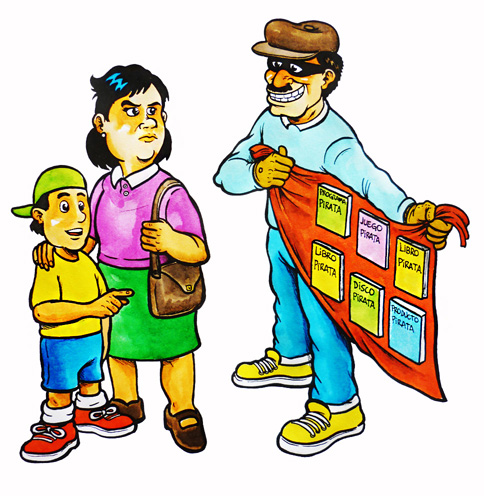 PROGRAMA
PIRATA
JUEGO
PIRATA
LIBRO
PIRATA
LIBRO
PIRATA
DISCO
PIRATA
PRODUCTO
PIRATA